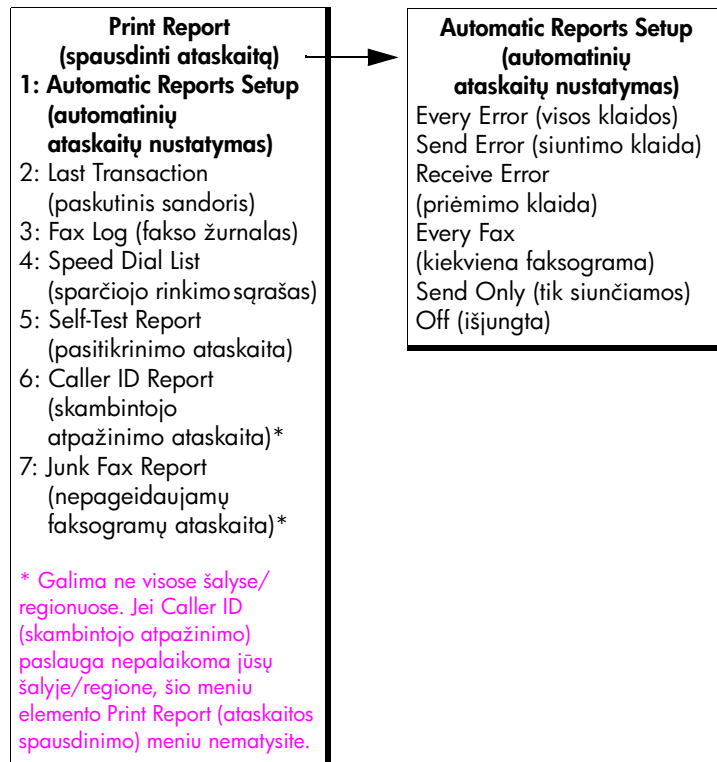 Print Report
(spausdinti ataskaitą)
1: Automatic Reports Setup
(automatinių
ataskaitų nustatymas)
2: Last Transaction
(paskutinis sandoris)
3: Fax Log (fakso žurnalas)
4: Speed Dial List
(sparčiojo rinkimo sąrašas)
5: Self-Test Report
(pasitikrinimo ataskaita)
6: Caller ID Report
(skambintojo
atpažinimo ataskaita)*
7: Junk Fax Report
(nepageidaujamų
faksogramų ataskaita)*
* Galima ne visose šalyse/
regionuose. Jei Caller ID
(skambintojo atpažinimo)
paslauga nepalaikoma jūsų
šalyje/regione, šio meniu
elemento Print Report (ataskaitos
spausdinimo) meniu nematysite.
Automatic Reports Setup
(automatinių
ataskaitų nustatymas)
Every Error (visos klaidos)
Send Error (siuntimo klaida)
Receive Error
(priėmimo klaida)
Every Fax
(kiekviena faksograma)
Send Only (tik siunčiamos)
Off (išjungta)